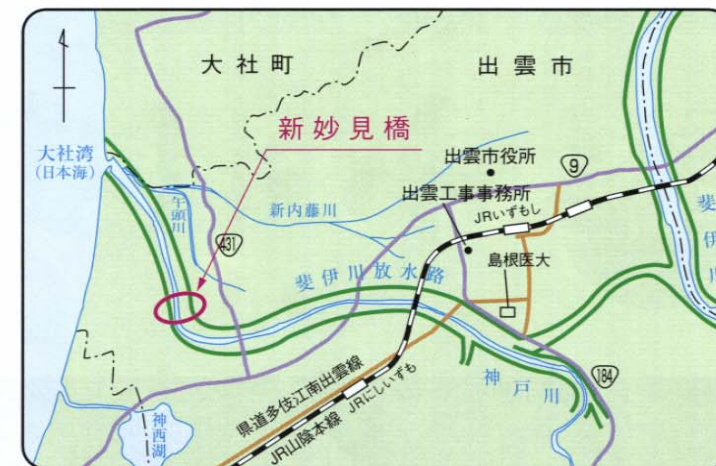 大社町
出雲市
新妙見橋
大社湾
(日本海)
出雲市役所
9
出雲工事事務所
JRいずもし
午頭川
新内藤川
431
斐伊川放水路
島根医大
斐伊川
県道多伎江南出雲線
JRにしいずも
JR山陰本線
神戸川
184
神西湖